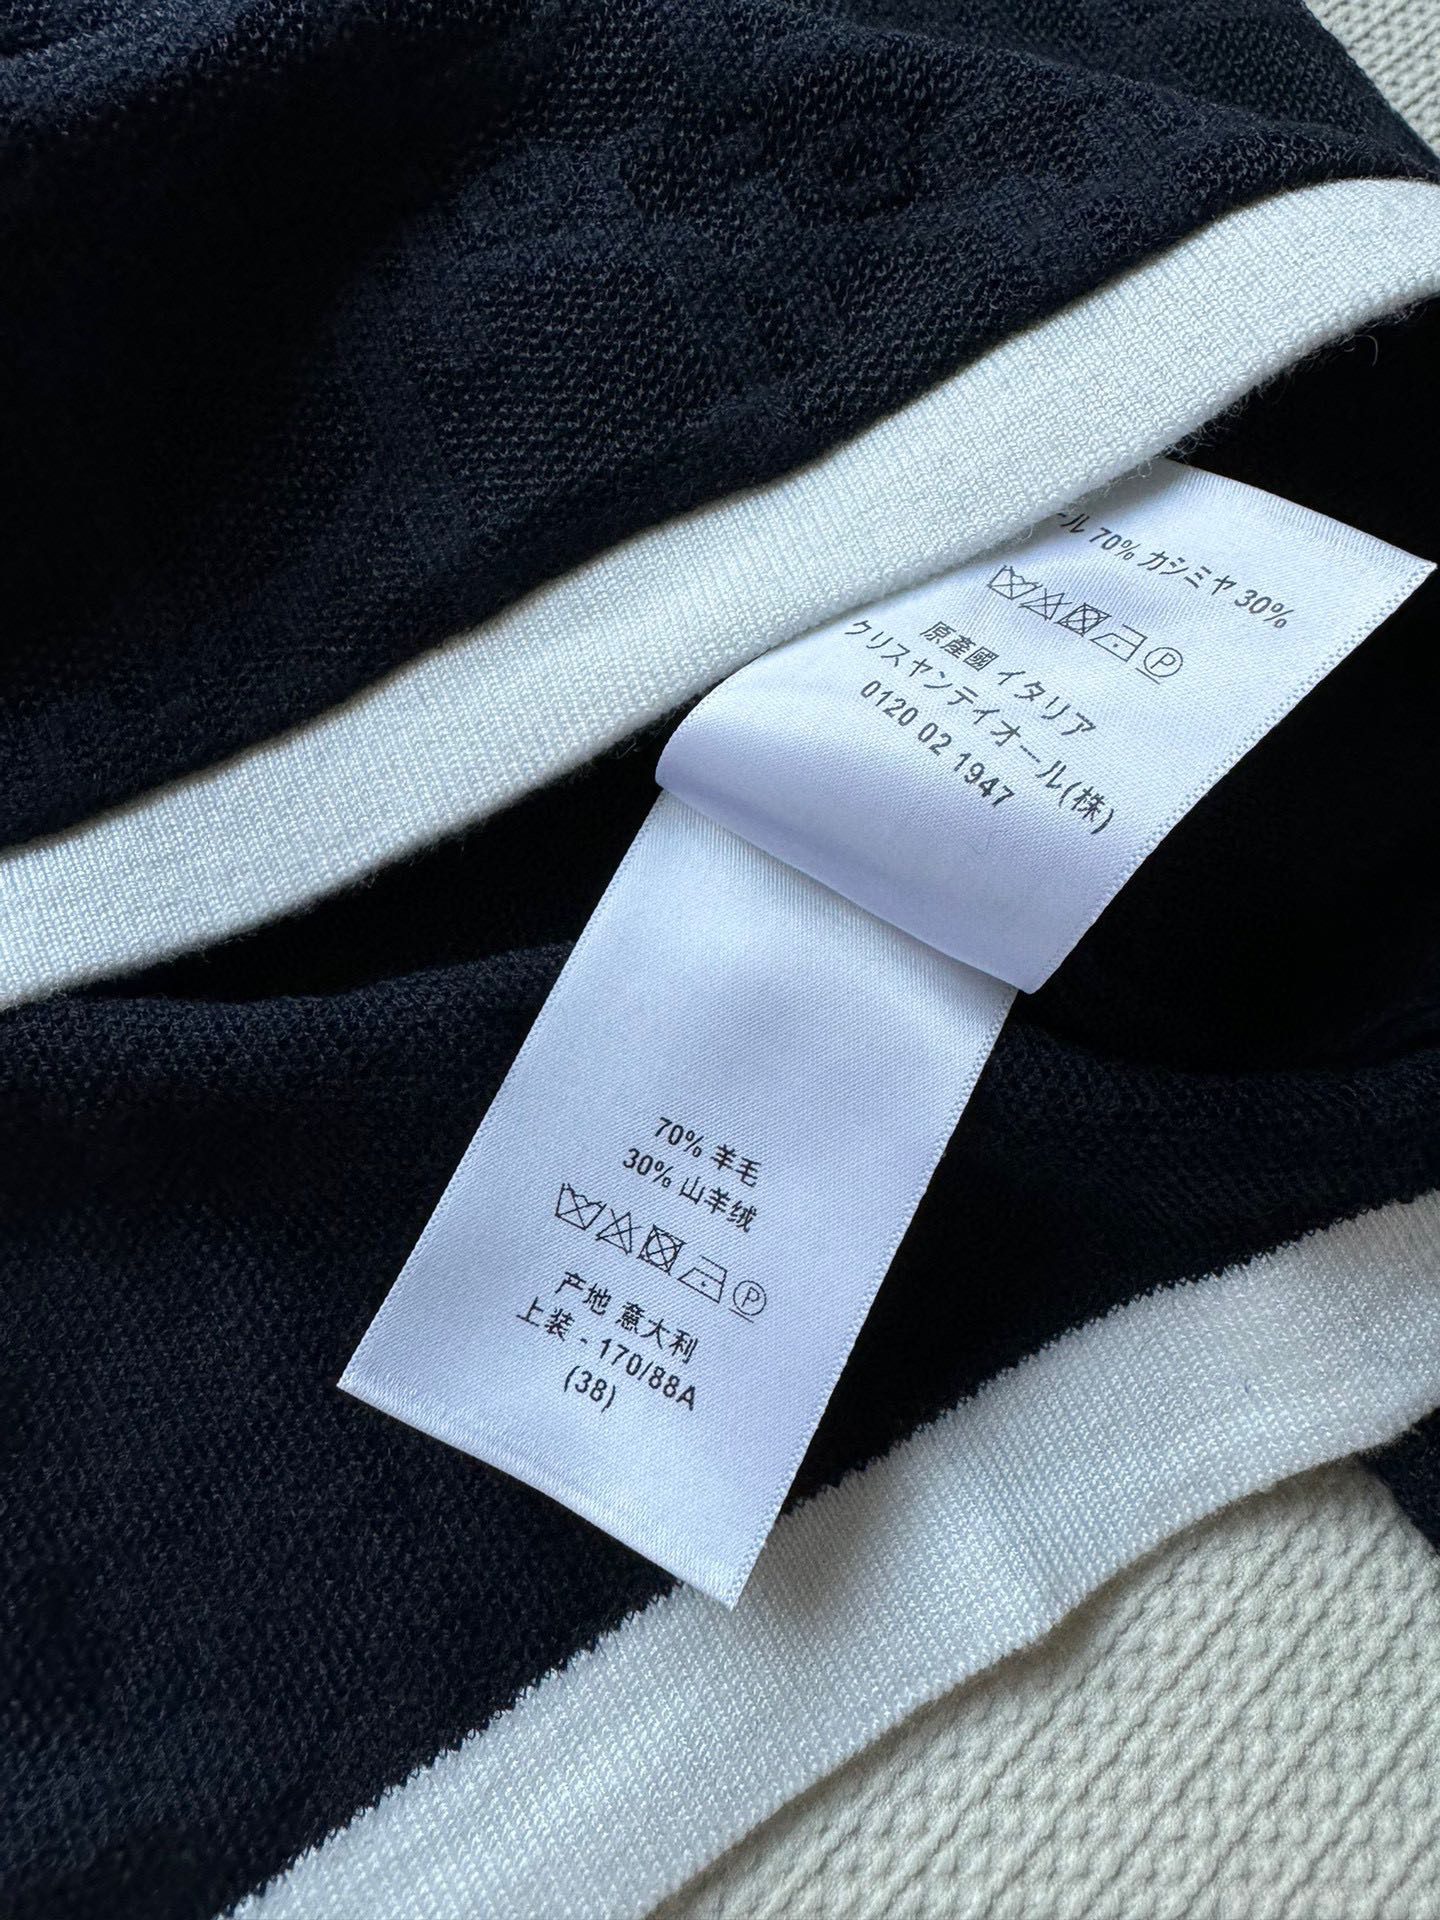 ール 70% カシミヤ 30%
原産國 イタリア
クリスヤンテイオール(株)
0120 02 1947
70% 羊毛
30% 山羊绒
P
产地 意大利
上装 - 170/88A
(38)